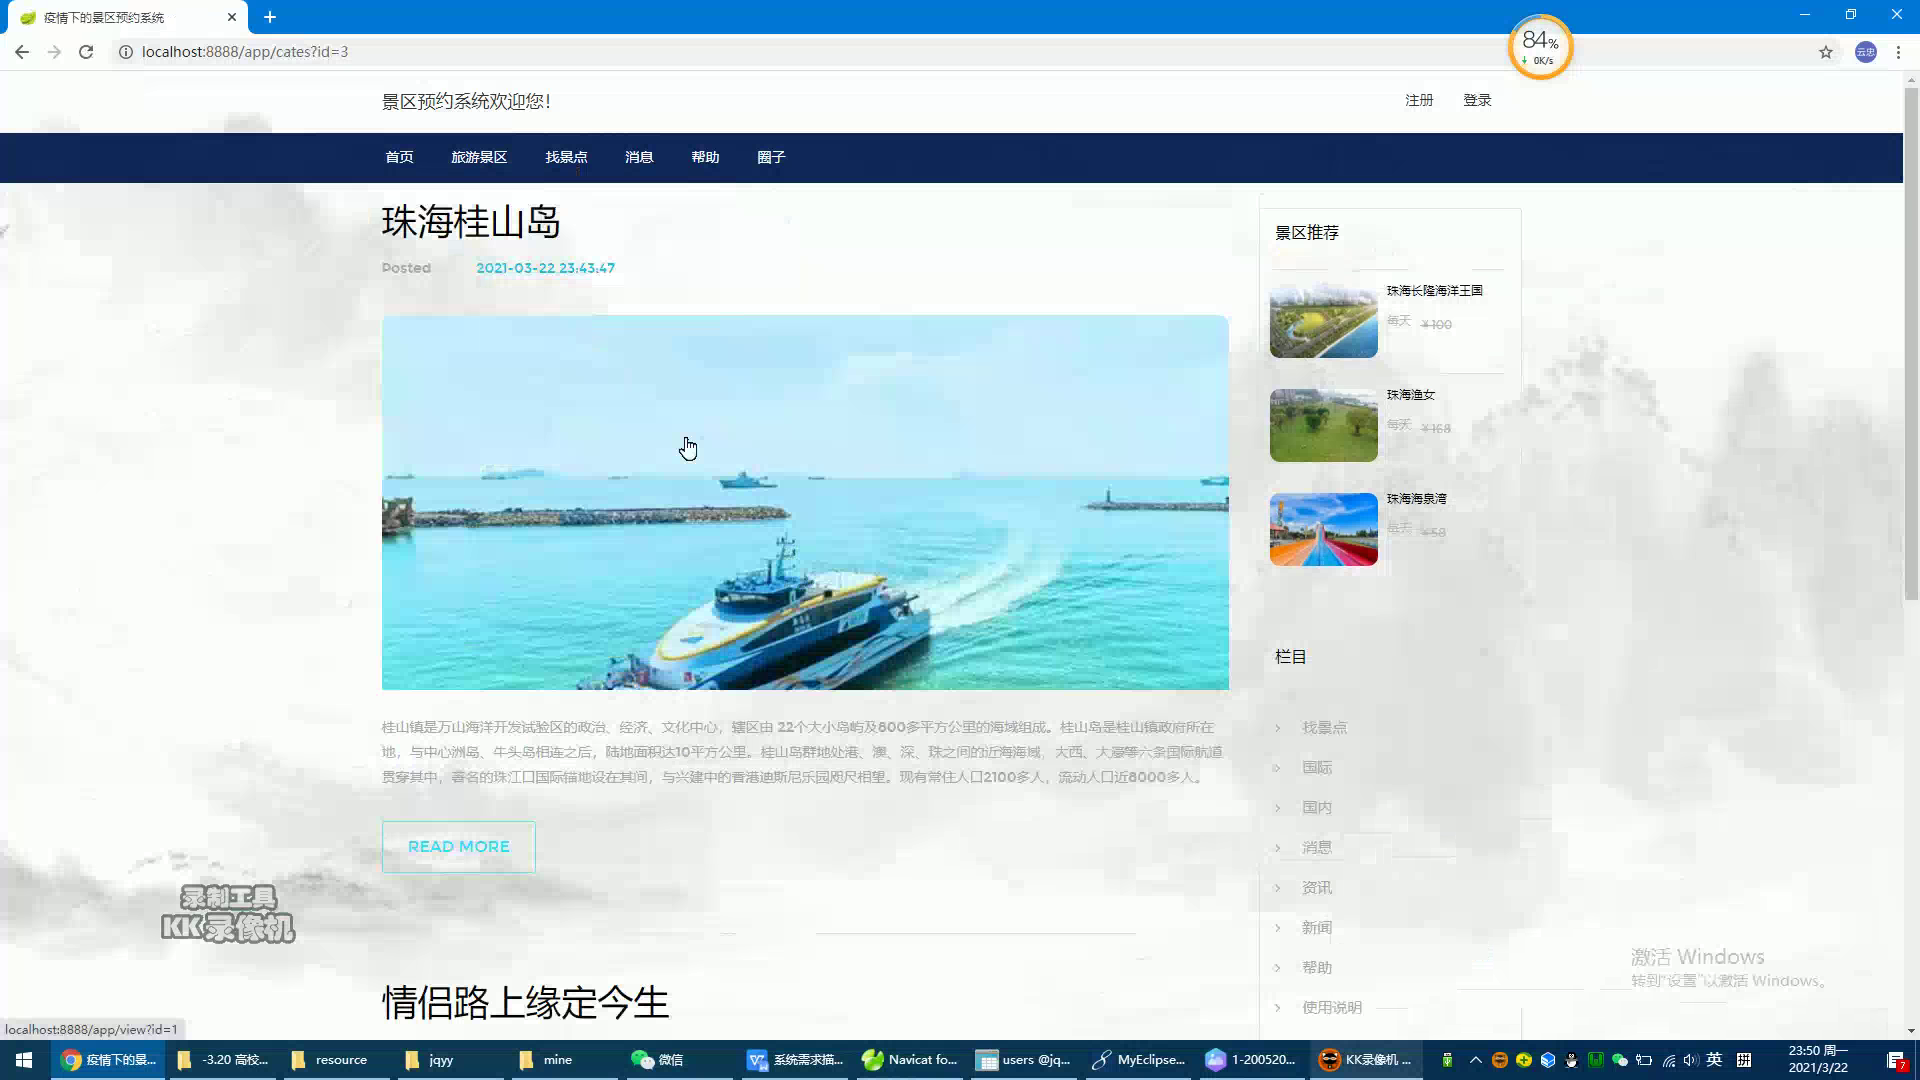 疫情下的景区预约系统
localhost:8888/app/cates?id=3
84%
0K/s
云忠
景区预约系统欢迎您!
注册
登录
首页
旅游景区
找景点
消息
帮助
圈子
珠海桂山岛
Posted
2021-03-22 23:43:47
桂山镇是万山海洋开发试验区的政治、经济、文化中心，辖区由 22个大小岛屿及800多平方公里的海域组成。桂山岛是桂山镇政府所在
地，与中心洲岛、牛头岛相连之后，陆地面积达10平方公里。桂山岛群地处港、澳、深、珠之间的近海海域，大西、大濠等六条国际航道
贯穿其中，著名的珠江口国际锚地设在其间，与兴建中的香港迪斯尼乐园咫尺相望。现有常住人口2100多人，流动人口近8000多人。
READ MORE
情侣路上缘定今生
景区推荐
珠海长隆海洋王国
每天 ¥100
珠海渔女
每天 ¥168
珠海海泉湾
每天 ¥58
栏目
找景点
国际
国内
消息
资讯
新闻
帮助
使用说明
录制工具
KK录像机
激活 Windows
转到"设置"以激活 Windows。
localhost:8888/app/view?id=1
疫情下的景...
-3.20 高校...
resource
jqyy
mine
微信
系统需求描...
Navicat fo...
users @jq...
MyEclipse...
1-200520...
KK录像机 ...
英
拼
23:50 周一
2021/3/22
7